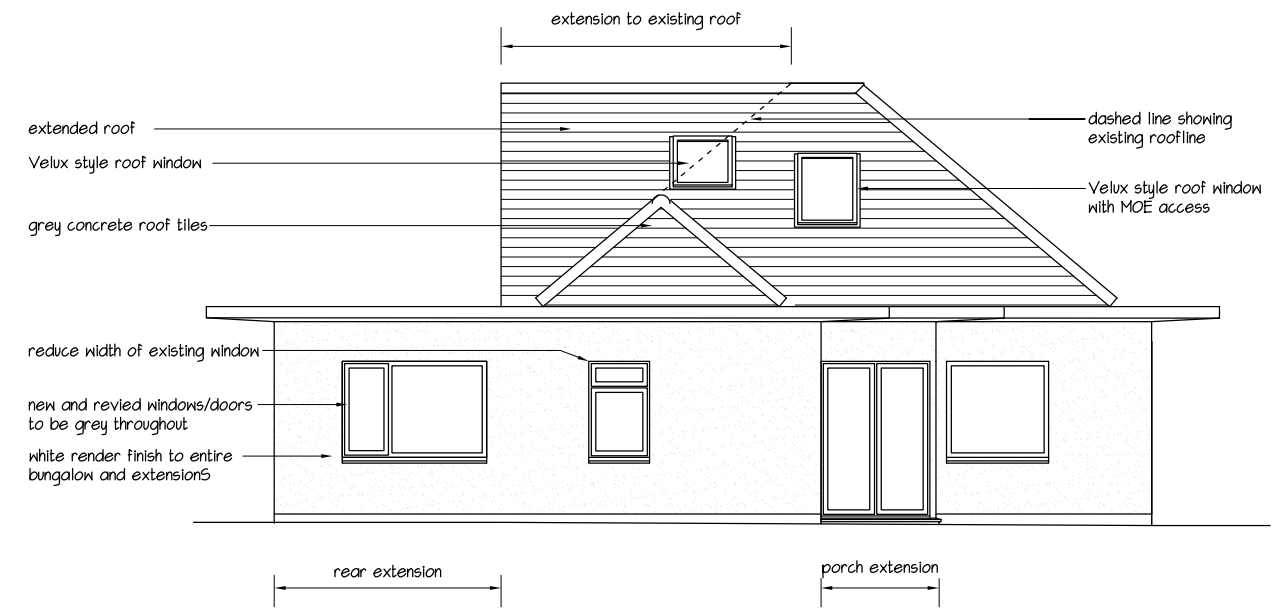 extension to existing roof
extended roof
Velux style roof window
grey concrete roof tiles
dashed line showing
existing roofline
Velux style roof window
with MOE access
reduce width of existing window
new and revied windows/doors
to be grey throughout
white render finish to entire
bungalow and extensionS
rear extension
porch extension